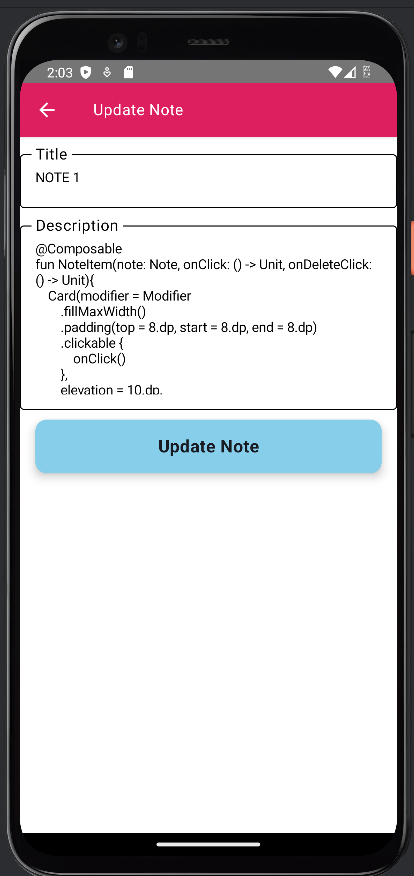 2:03
Update Note
Title
NOTE 1
Description
@Composable
fun NoteItem(note: Note, onClick: () -> Unit, onDeleteClick:
() -> Unit){
Card(modifier = Modifier
.fillMaxWidth()
.padding(top = 8.dp, start = 8.dp, end = 8.dp)
.clickable {
onClick()
},
elevation = 10.dp,
Update Note